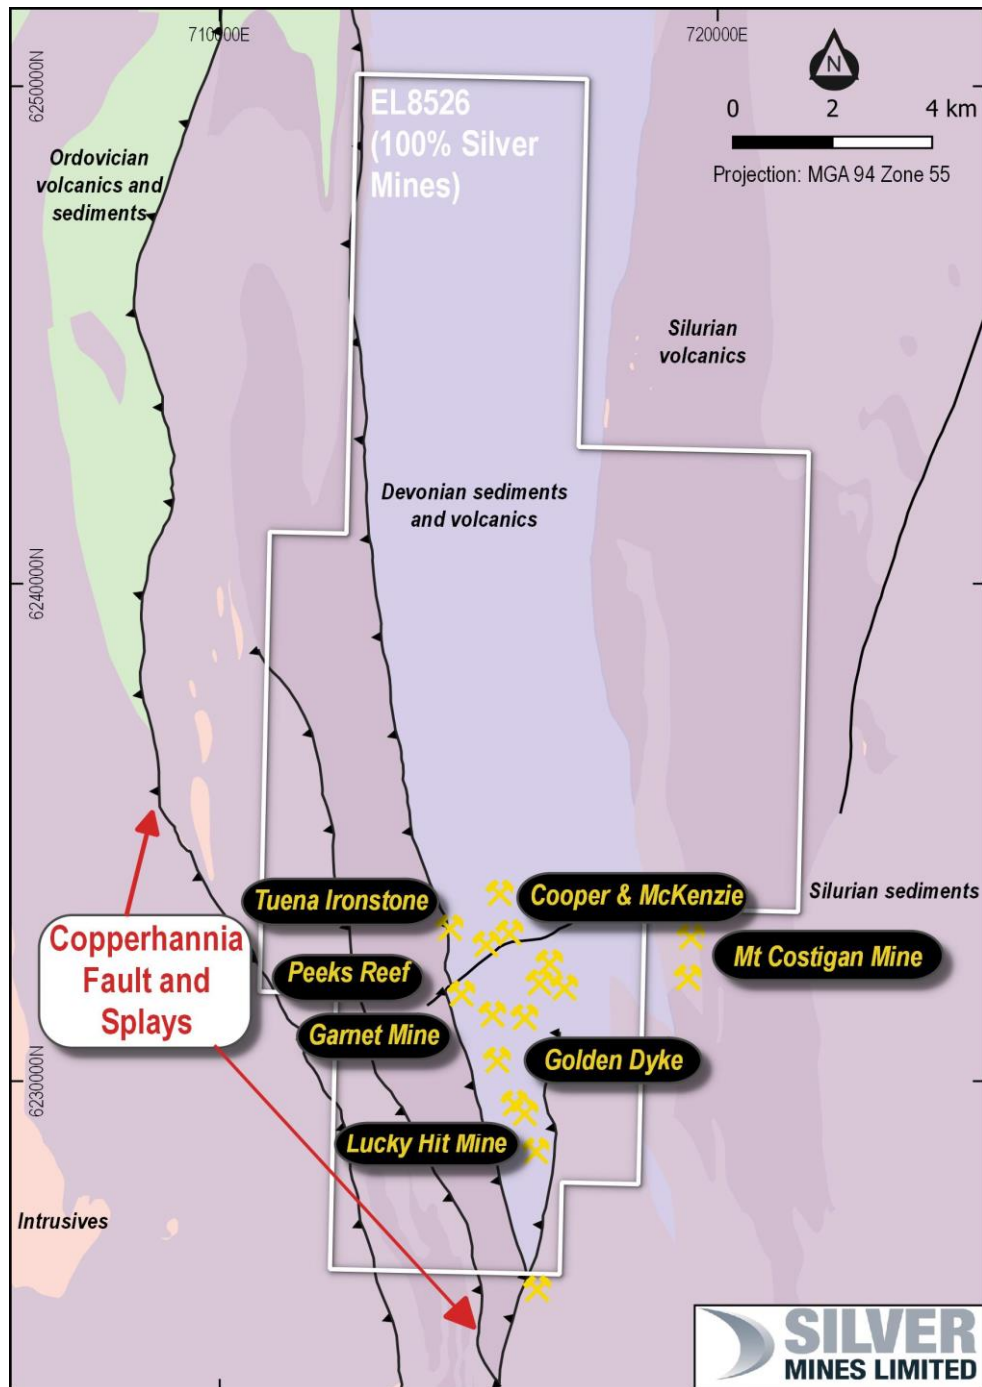 710000E
720000E
6250000N
N
0 2 4 km
Projection: MGA 94 Zone 55
EL8526
(100% Silver
Mines)
Ordovician
volcanics and
sediments
Silurian
volcanics
Devonian sediments
and volcanics
6240000N
Tuena Ironstone
Cooper & McKenzie
Silurian sediments
Copperhannia
Fault and
Splays
Peeks Reef
Mt Costigan Mine
Garnet Mine
Golden Dyke
6230000N
Lucky Hit Mine
Intrusives
SILVER
MINES LIMITED